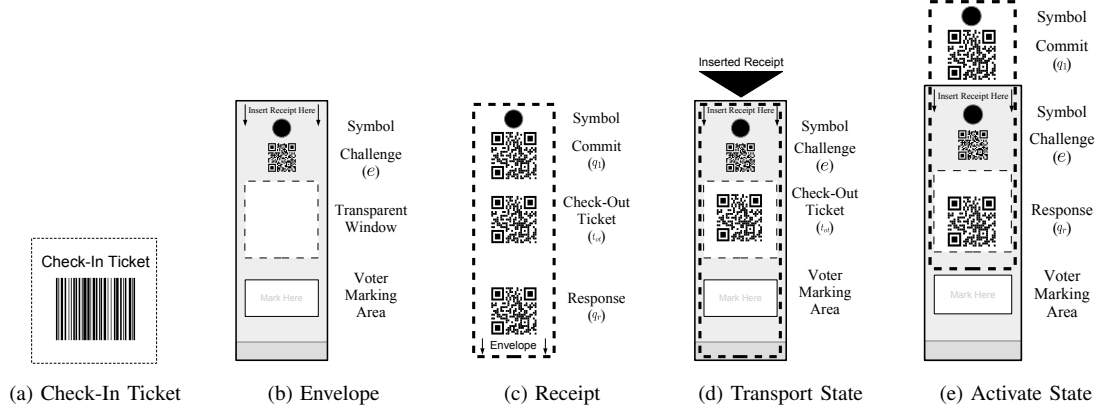 Check-In Ticket
(a) Check-In Ticket
Insert Receipt Here
Symbol
Challenge
(e)
Transparent
Window
Voter
Marking
Area
Mark Here
(b) Envelope
Symbol
Commit
(q₁)
Check-Out
Ticket
(tₒₜ)
Response
(qᵣ)
Envelope
(c) Receipt
Inserted Receipt
Insert Receipt Here
Symbol
Challenge
(e)
Check-Out
Ticket
(tₒₜ)
Voter
Marking
Area
Mark Here
(d) Transport State
Symbol
Commit
(q₁)
Insert Receipt Here
Symbol
Challenge
(e)
Response
(qᵣ)
Voter
Marking
Area
Mark Here
(e) Activate State